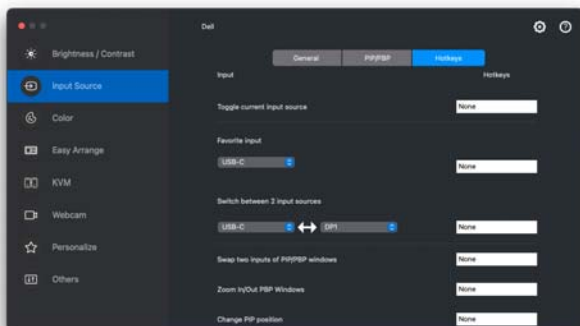 Dell
Brightness / Contrast
Input Source
Color
Easy Arrange
KVM
Webcam
Personalize
Others
General PIP/PBP Hotkeys
Input Hotkeys
Toggle current input source None
Favorite input
USB-C None
Switch between 2 input sources
USB-C DP1 None
Swap two inputs of PIP/PBP windows None
Zoom In/Out PBP Windows None
Change PIP position None